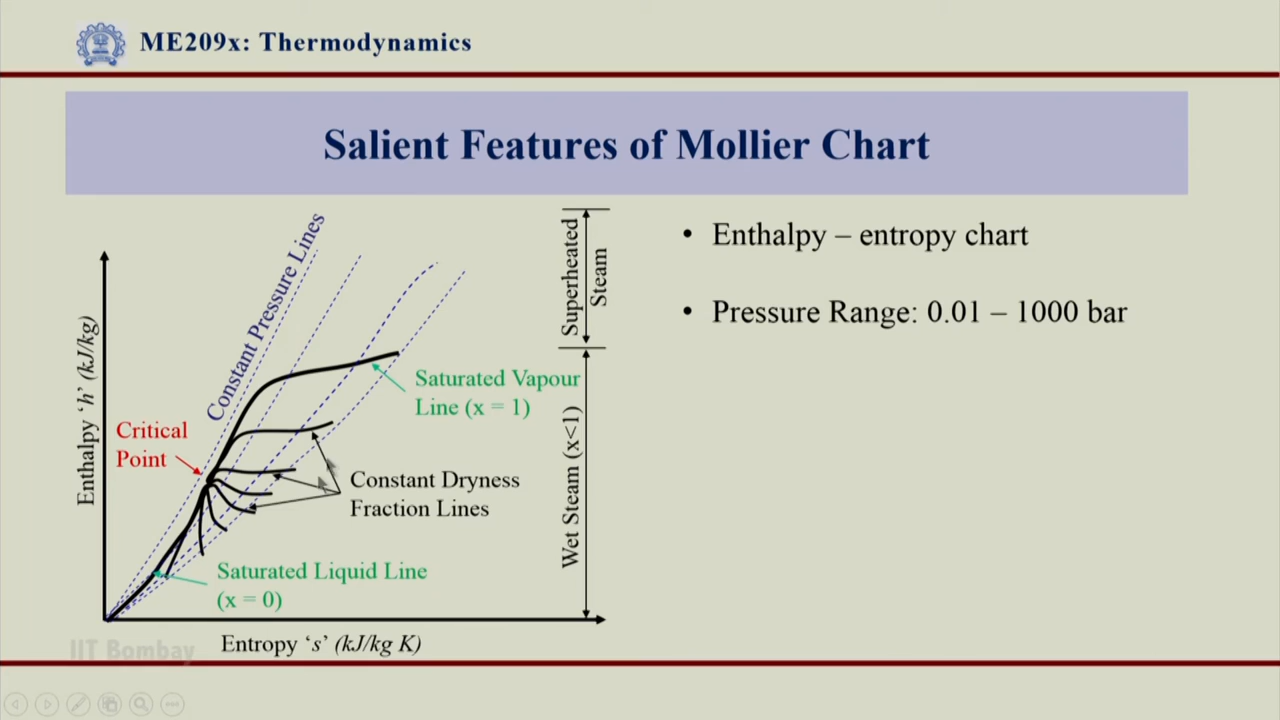 ME209x: Thermodynamics
Salient Features of Mollier Chart
Constant Pressure Lines
Superheated
Steam
• Enthalpy – entropy chart
• Pressure Range: 0.01 – 1000 bar
Enthalpy ‘h’ (kJ/kg)
Saturated Vapour
Line (x = 1)
Critical
Point
Wet Steam (x<1)
Constant Dryness
Fraction Lines
Saturated Liquid Line
(x = 0)
Entropy ‘s’ (kJ/kg K)
IIT Bombay